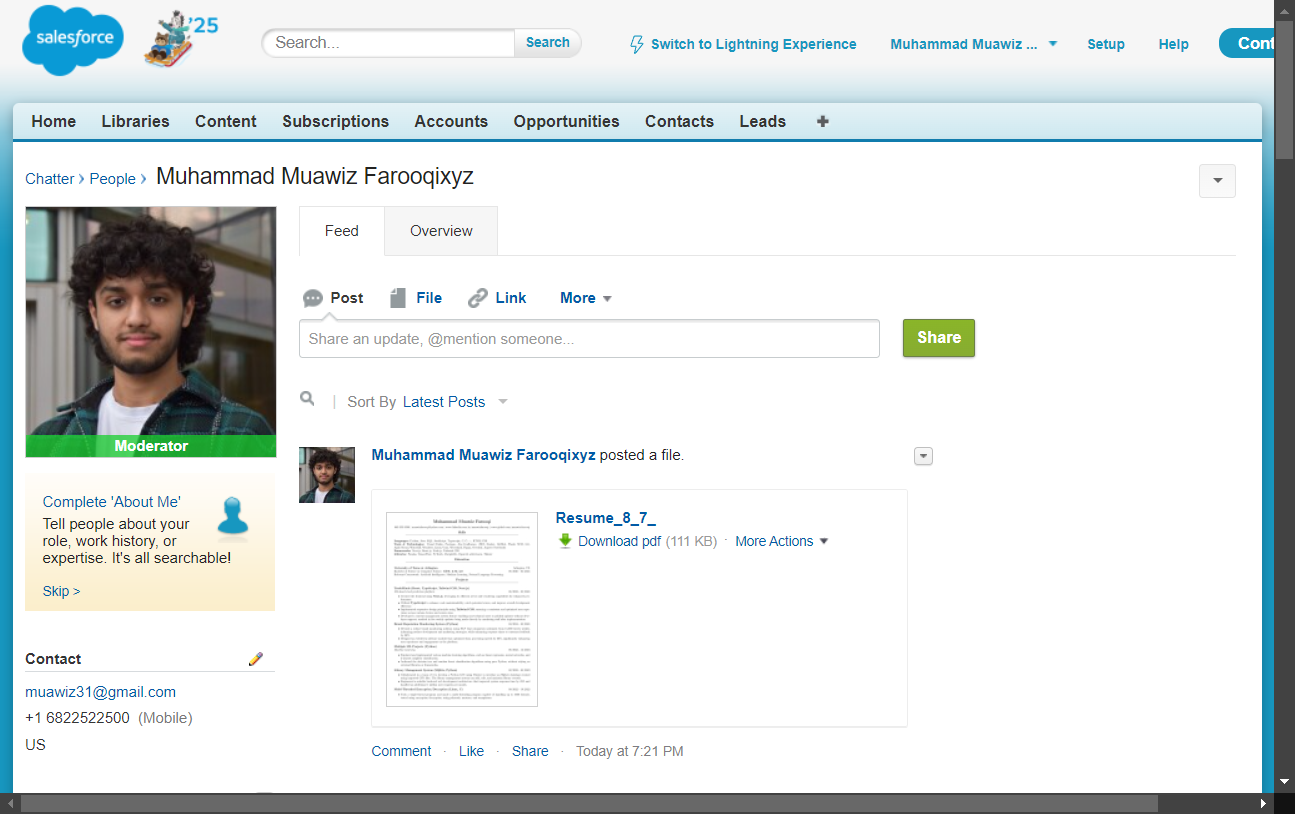 salesforce
'25
Search...
Search
Switch to Lightning Experience
Muhammad Muawiz ...
Setup
Help
Cont
Home
Libraries
Content
Subscriptions
Accounts
Opportunities
Contacts
Leads
Chatter › People › Muhammad Muawiz Farooqixyz
Moderator
Complete 'About Me'
Tell people about your
role, work history, or
expertise. It's all searchable!
Skip >
Contact
muawiz31@gmail.com
+1 6822522500 (Mobile)
US
Feed
Overview
Post
File
Link
More
Share an update, @mention someone...
Share
Sort By Latest Posts
Muhammad Muawiz Farooqixyz posted a file.
Resume_8_7_
Download pdf (111 KB) · More Actions
Comment · Like · Share · Today at 7:21 PM